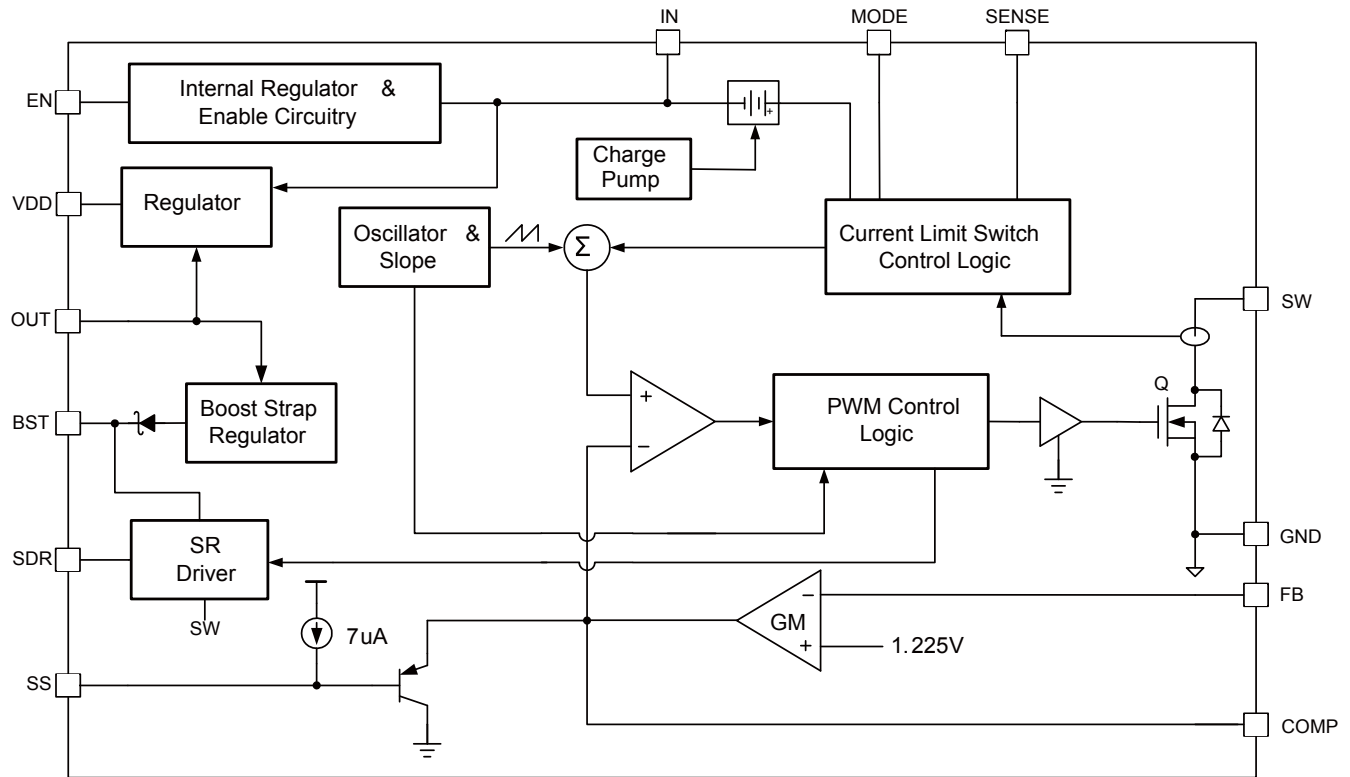 IN
MODE
SENSE
EN
Internal Regulator &
Enable Circuitry
+
Charge
Pump
VDD
Regulator
Oscillator &
Slope
Σ
Current Limit Switch
Control Logic
SW
OUT
BST
Boost Strap
Regulator
+
−
PWM Control
Logic
Q
SDR
SR
Driver
SW
GND
FB
7uA
GM
−
+
1.225V
SS
COMP